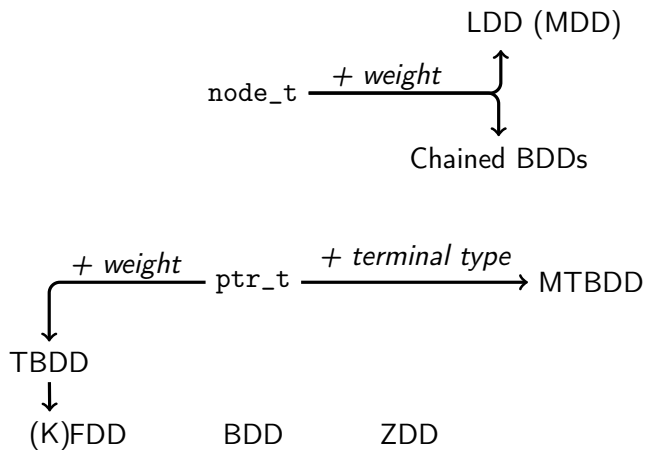 LDD (MDD)
node_t + weight
Chained BDDs
+ weight ptr_t + terminal type MTBDD
TBDD
(K)FDD BDD ZDD